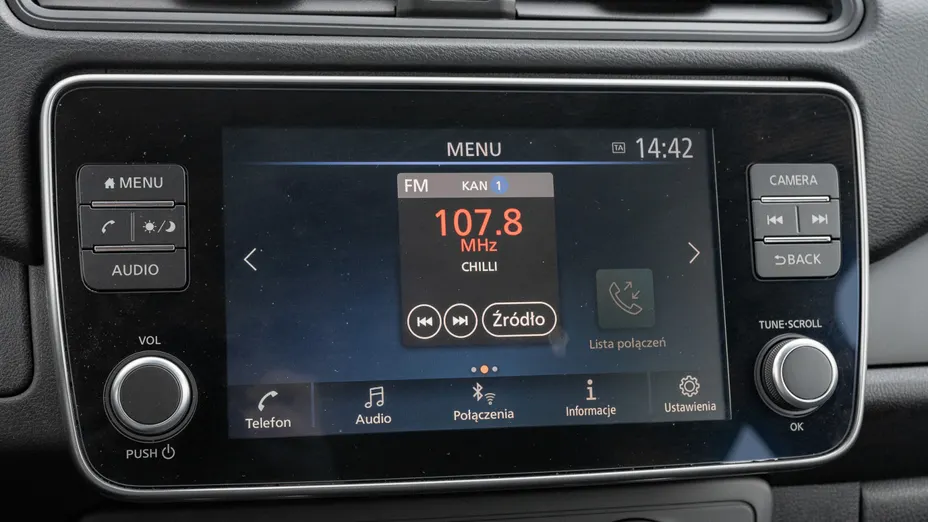 MENU
TA
14:42
MENU
AUDIO
VOL
PUSH
FM
KAN 1
107.8
MHz
CHILLI
Źródło
Lista połączeń
Telefon
Audio
Połączenia
Informacje
Ustawienia
CAMERA
BACK
TUNE·SCROLL
OK